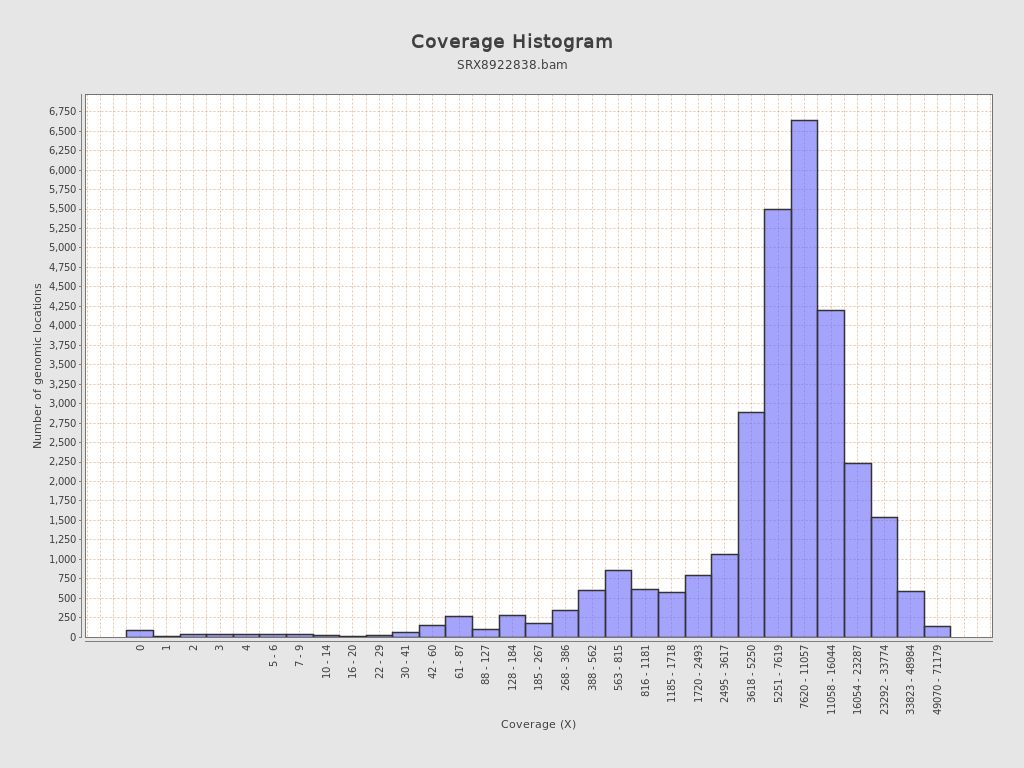 Coverage Histogram
SRX8922838.bam
Number of genomic locations
6,750
6,500
6,250
6,000
5,750
5,500
5,250
5,000
4,750
4,500
4,250
4,000
3,750
3,500
3,250
3,000
2,750
2,500
2,250
2,000
1,750
1,500
1,250
1,000
750
500
250
0
0
1
2
3
4
5 - 6
7 - 9
10 - 14
16 - 20
22 - 29
30 - 41
42 - 60
61 - 87
88 - 127
128 - 184
185 - 267
268 - 386
388 - 562
563 - 815
816 - 1181
1185 - 1718
1720 - 2493
2495 - 3617
3618 - 5250
5251 - 7619
7620 - 11057
11058 - 16044
16054 - 23287
23292 - 33774
33823 - 48984
49070 - 71179
Coverage (X)